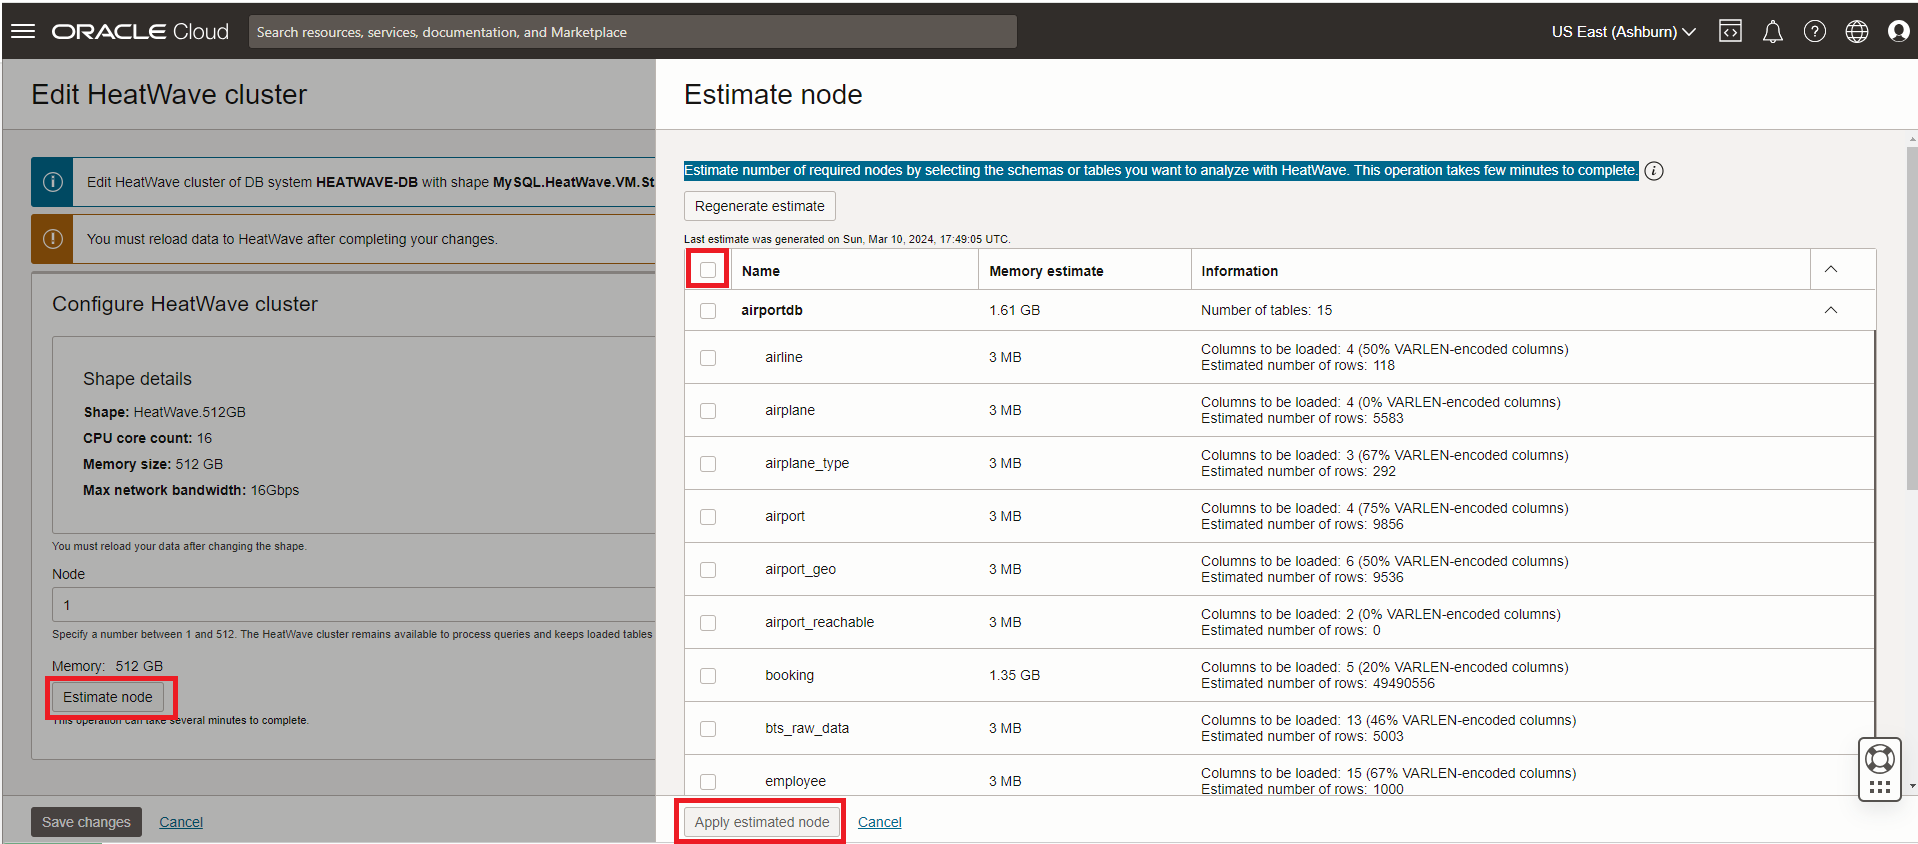 ORACLE Cloud
Search resources, services, documentation, and Marketplace
US East (Ashburn)
Edit HeatWave cluster
Edit HeatWave cluster of DB system HEATWAVE-DB with shape MySQL.HeatWave.VM.St
You must reload data to HeatWave after completing your changes.
Configure HeatWave cluster
Shape details
Shape: HeatWave.512GB
CPU core count: 16
Memory size: 512 GB
Max network bandwidth: 16Gbps
You must reload your data after changing the shape.
Node
1
Specify a number between 1 and 512. The HeatWave cluster remains available to process queries and keeps loaded tables
Memory: 512 GB
Estimate node
This operation can take several minutes to complete.
Save changes
Cancel
Estimate node
Estimate number of required nodes by selecting the schemas or tables you want to analyze with HeatWave. This operation takes few minutes to complete.
Regenerate estimate
Last estimate was generated on Sun, Mar 10, 2024, 17:49:05 UTC.
Name Memory estimate Information
airportdb 1.61 GB Number of tables: 15
airline 3 MB Columns to be loaded: 4 (50% VARLEN-encoded columns)
Estimated number of rows: 118
airplane 3 MB Columns to be loaded: 4 (0% VARLEN-encoded columns)
Estimated number of rows: 5583
airplane_type 3 MB Columns to be loaded: 3 (67% VARLEN-encoded columns)
Estimated number of rows: 292
airport 3 MB Columns to be loaded: 4 (75% VARLEN-encoded columns)
Estimated number of rows: 9856
airport_geo 3 MB Columns to be loaded: 6 (50% VARLEN-encoded columns)
Estimated number of rows: 9536
airport_reachable 3 MB Columns to be loaded: 2 (0% VARLEN-encoded columns)
Estimated number of rows: 0
booking 1.35 GB Columns to be loaded: 5 (20% VARLEN-encoded columns)
Estimated number of rows: 49490556
bts_raw_data 3 MB Columns to be loaded: 13 (46% VARLEN-encoded columns)
Estimated number of rows: 5003
employee 3 MB Columns to be loaded: 15 (67% VARLEN-encoded columns)
Estimated number of rows: 1000
Apply estimated node
Cancel